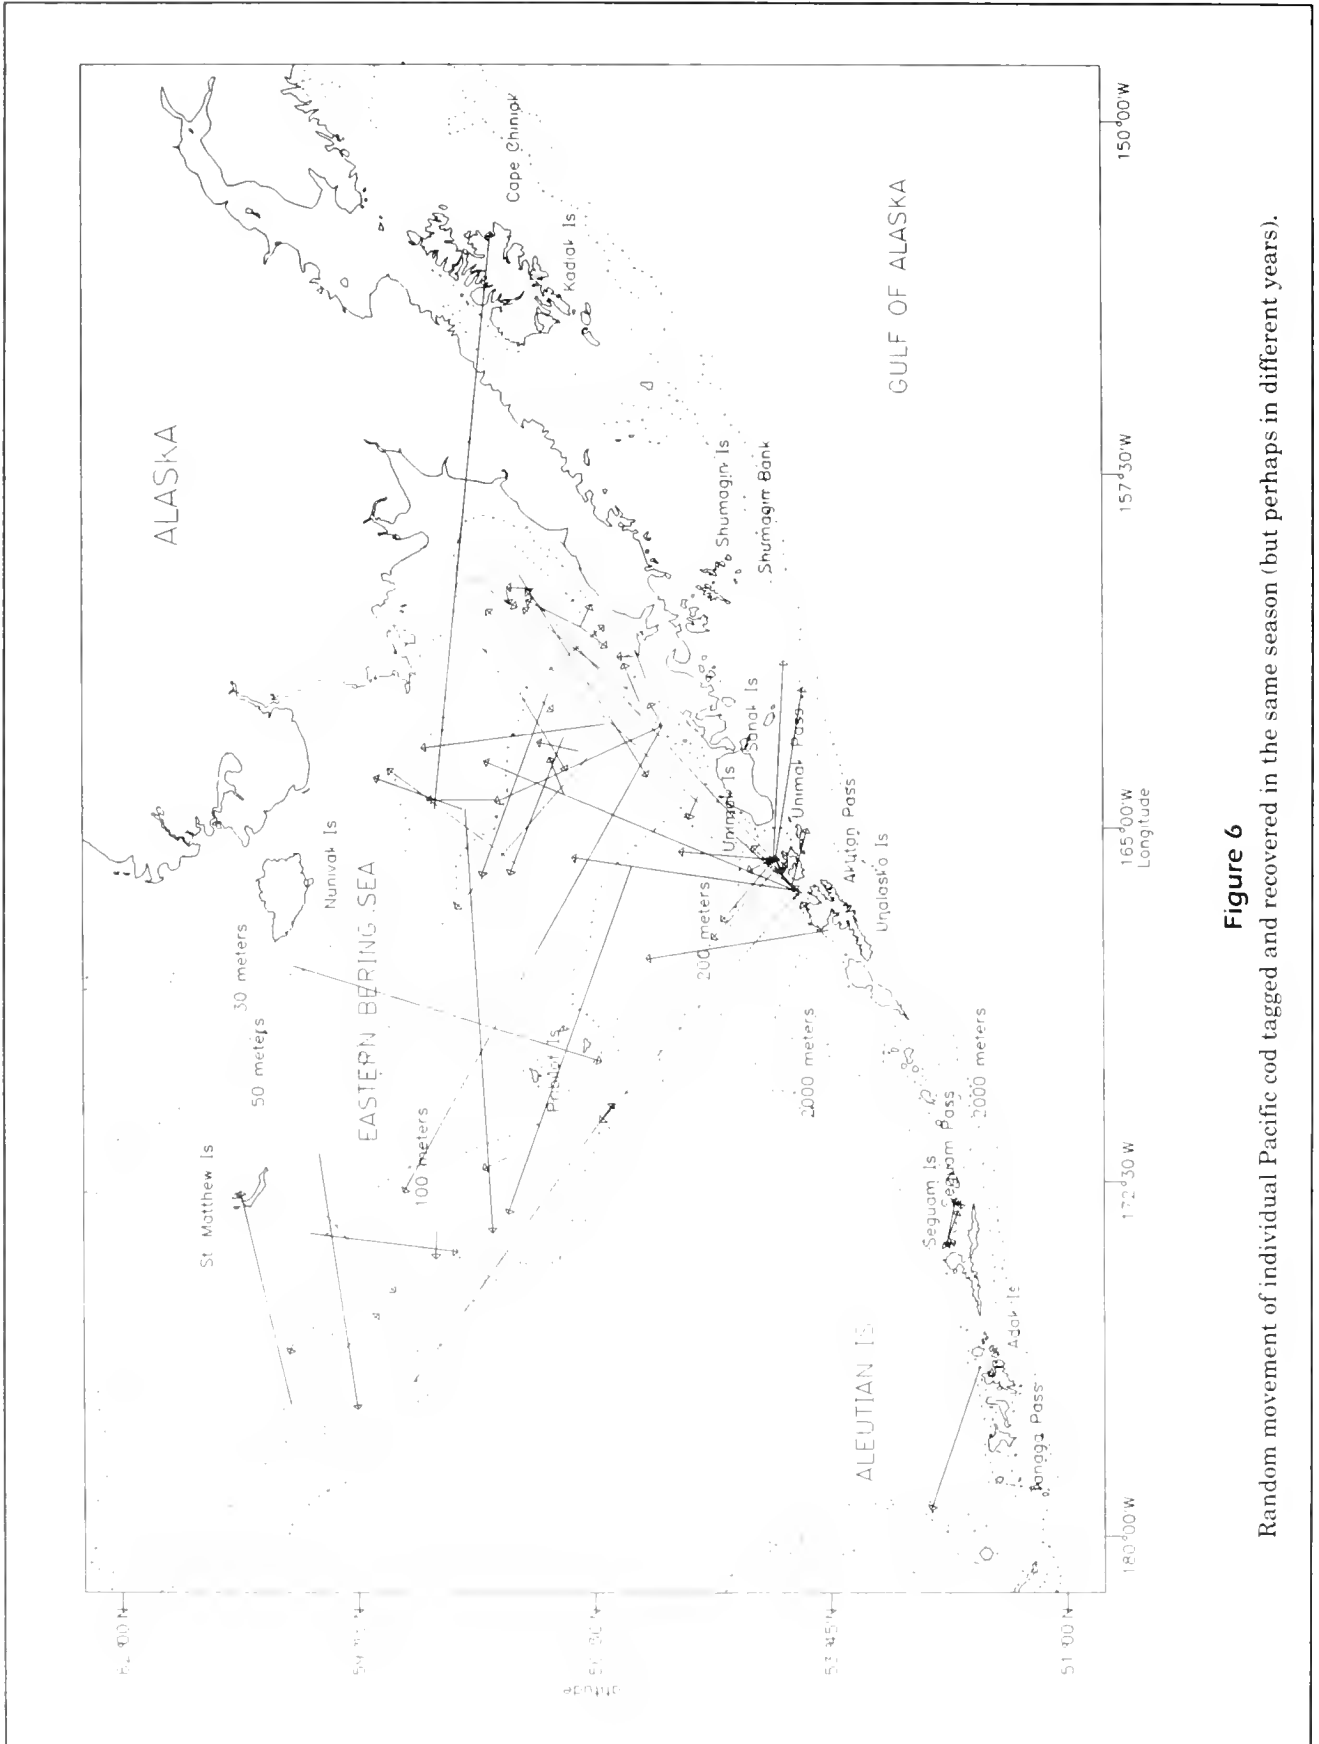 ALASKA
Cape Chiniak
Kodiak Is
GULF OF ALASKA
Shumagin Is
Shumagin Bank
Sanak Is
Unimak Is
Unimak Pass
Akutan Pass
Unalaska Is
Nunivak Is
EASTERN BERING SEA
30 meters
50 meters
100 meters
200 meters
2000 meters
2000 meters
Pribilof Is
St Matthew Is
Seguam Is
Seguam Pass
ALEUTIAN IS
Adak Is
Tanaga Pass
53°45'N
51°00'N
180°00'W
172°30'W
165°00'W
157°30'W
150°00'W
Longitude
Figure 6
Random movement of individual Pacific cod tagged and recovered in the same season (but perhaps in different years).